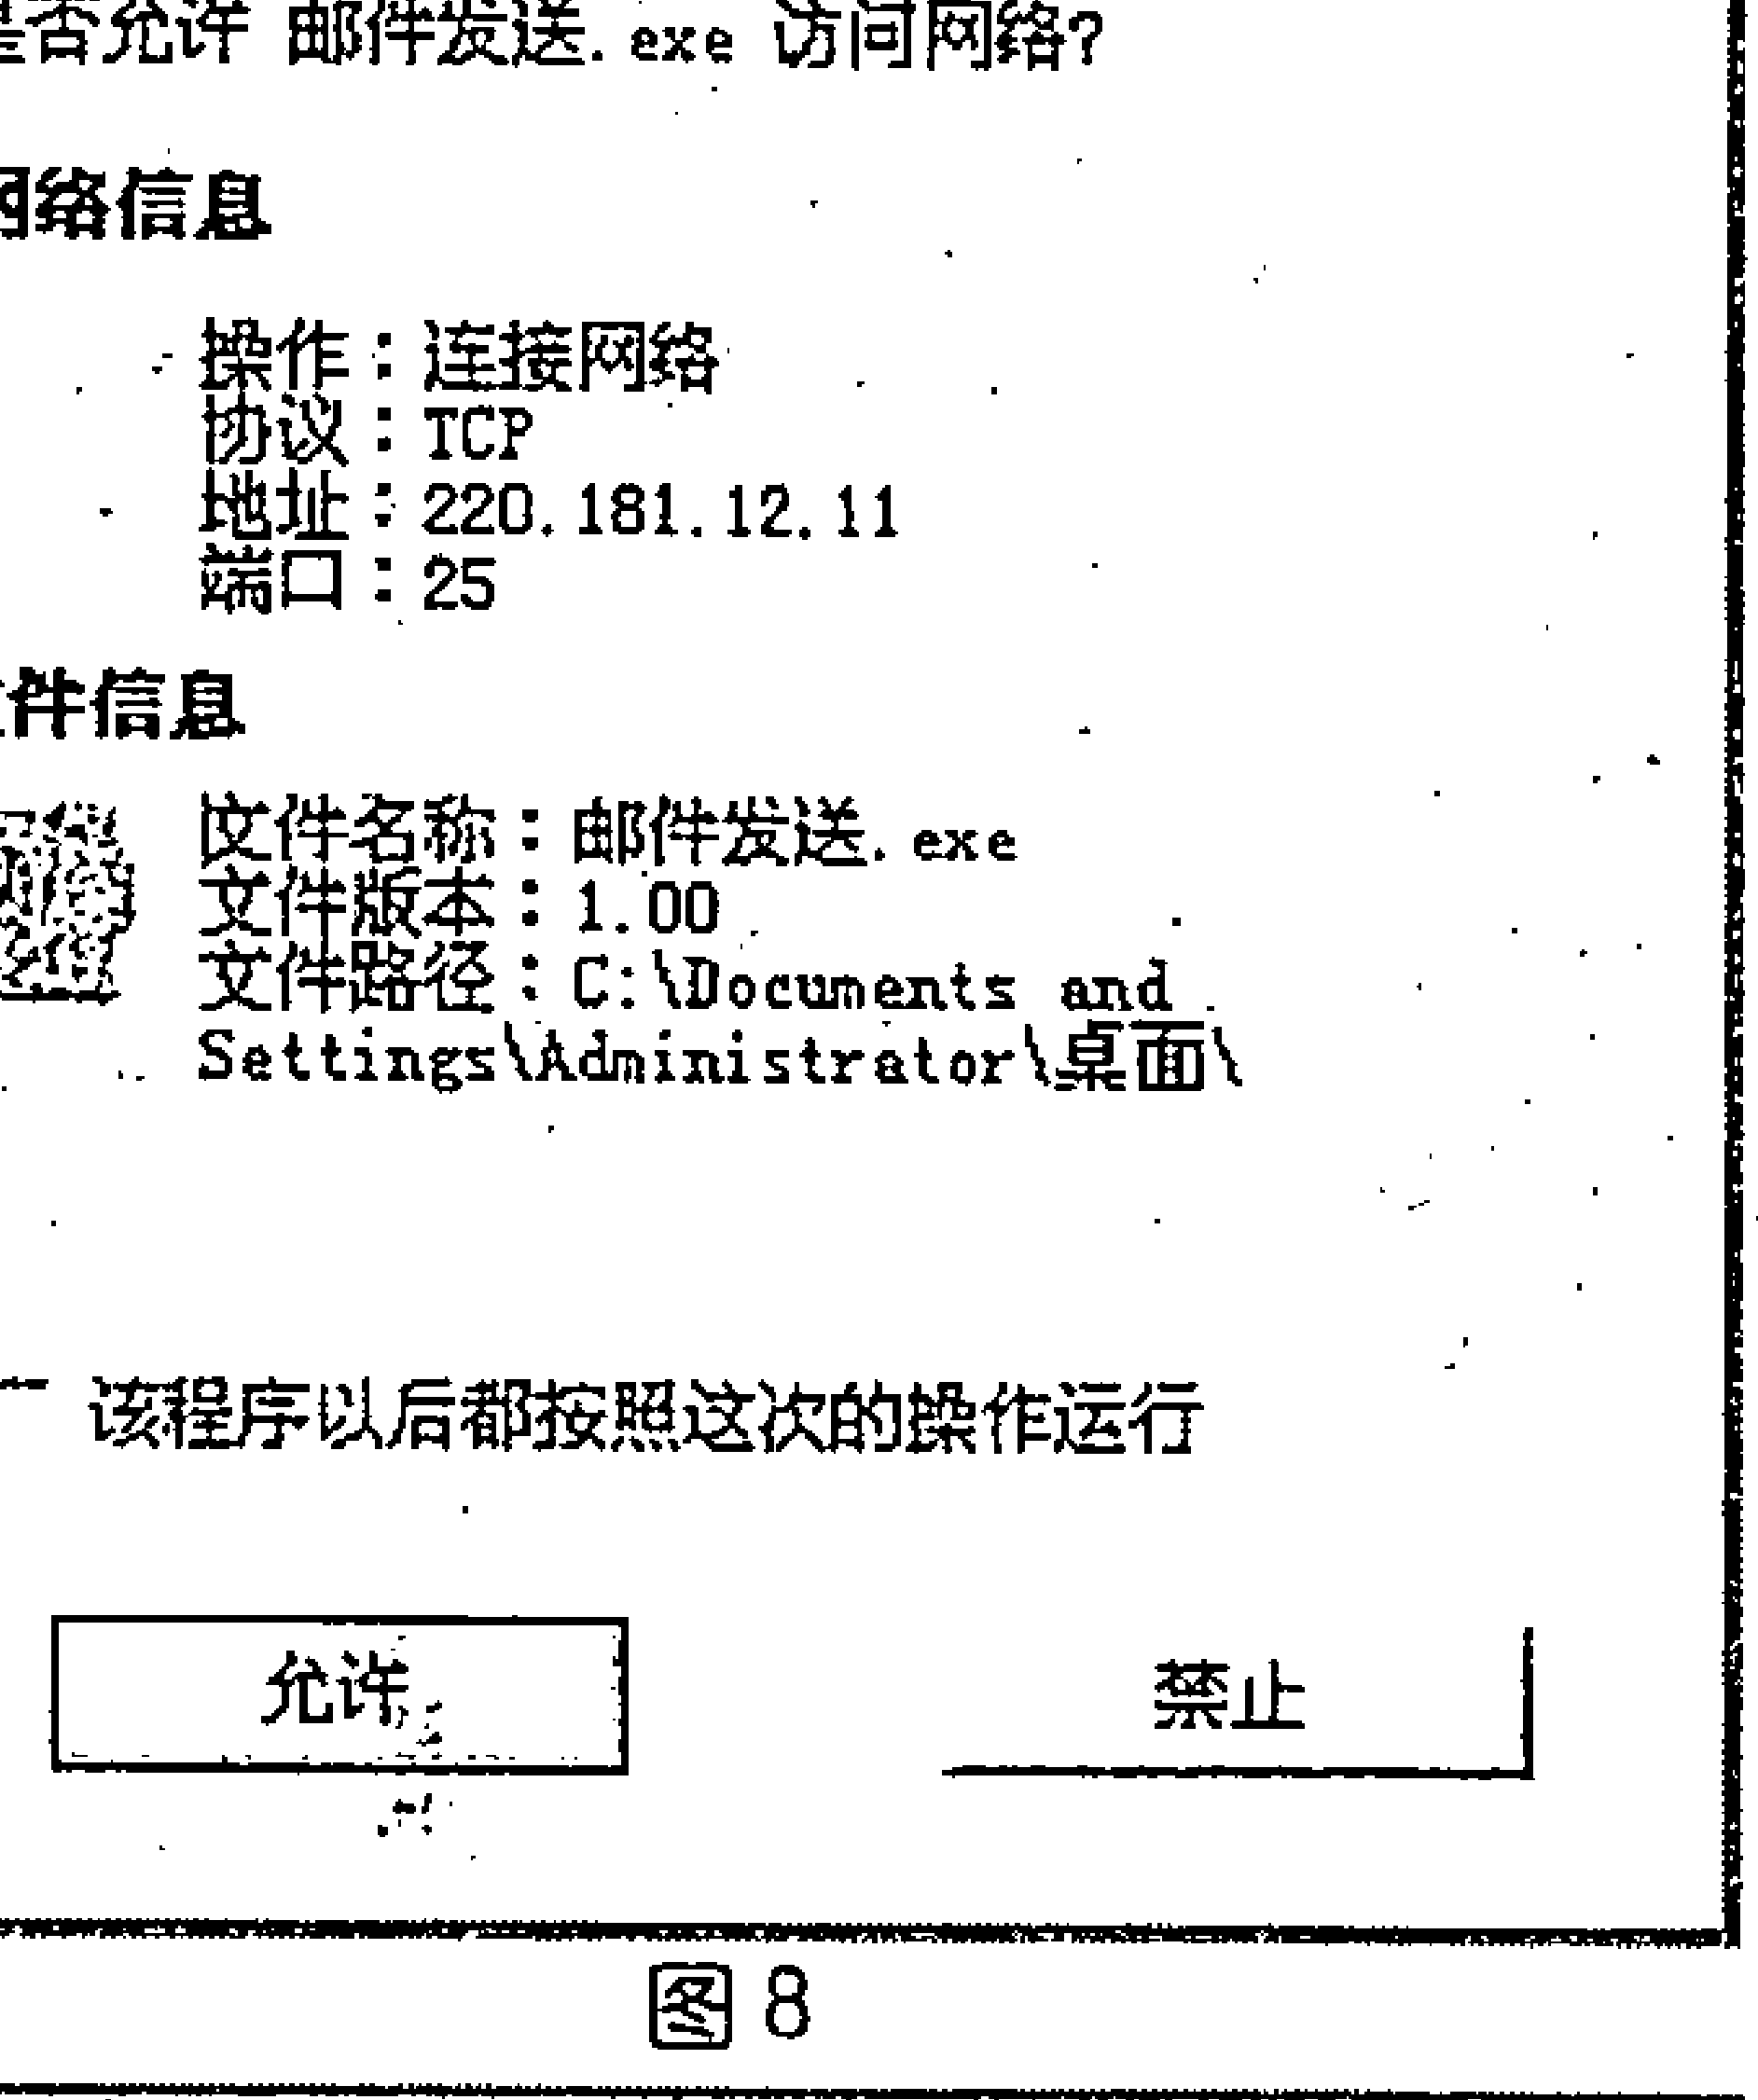 是否允许 邮件发送.exe 访问网络?
网络信息
操作：连接网络
协议：TCP
地址：220.181.12.11
端口：25
件信息
文件名称：邮件发送.exe
文件版本：1.00
文件路径：C:\Documents and
Settings\Administrator\桌面\
该程序以后都按照这次的操作运行
允许
禁止
图 8